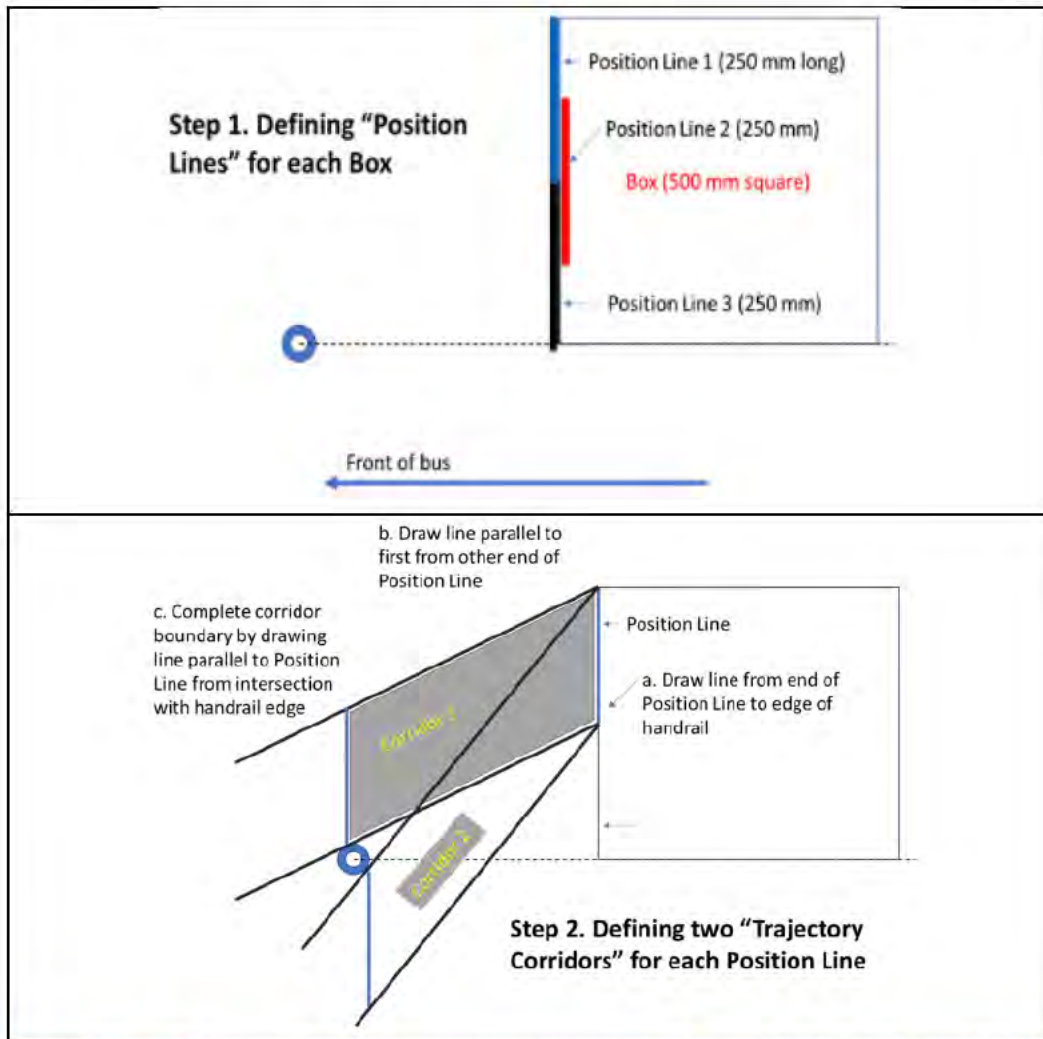 Position Line 1 (250 mm long)
Step 1. Defining “Position
Lines” for each Box
Position Line 2 (250 mm)
Box (500 mm square)
Position Line 3 (250 mm)
Front of bus
b. Draw line parallel to
first from other end of
Position Line
c. Complete corridor
boundary by drawing
line parallel to Position
Line from intersection
with handrail edge
Position Line
a. Draw line from end of
Position Line to edge of
handrail
Corridor 1
Corridor 2
Step 2. Defining two “Trajectory
Corridors” for each Position Line